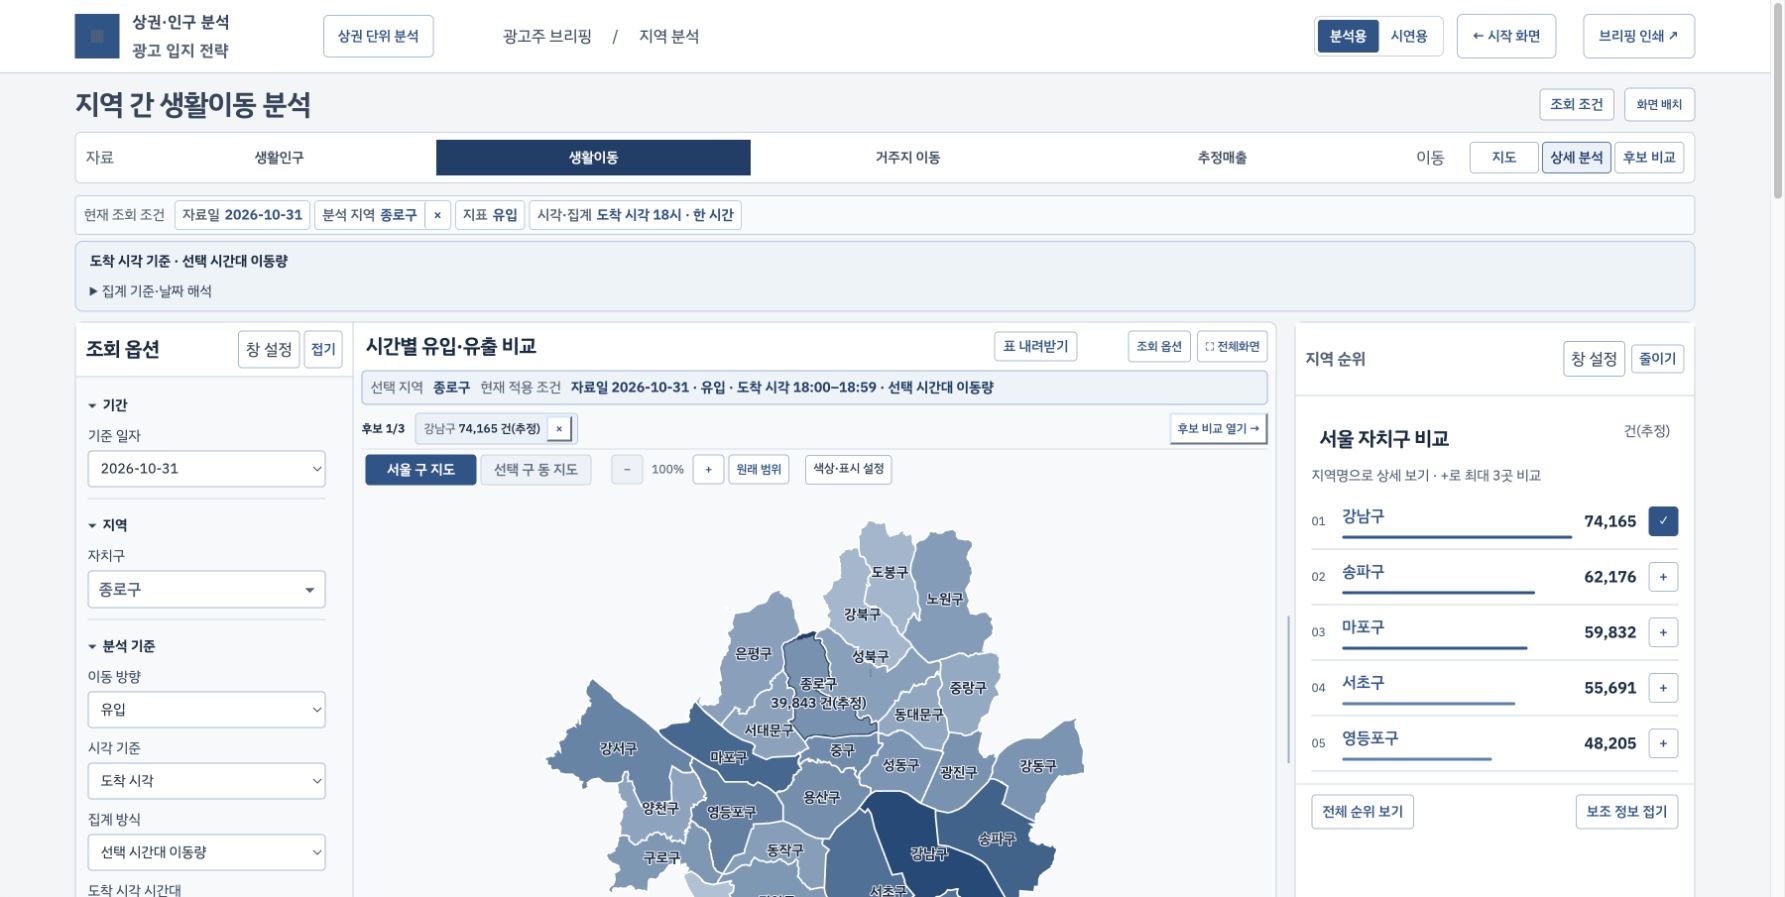 상권·인구 분석
광고 입지 전략
상권 단위 분석
광고주 브리핑 / 지역 분석
분석용 시연용
← 시작 화면
브리핑 인쇄 ↗
지역 간 생활이동 분석
조회 조건
화면 배치
자료 생활인구 생활이동 거주지 이동 추정매출 이동 지도 상세 분석 후보 비교
현재 조회 조건 자료일 2026-10-31 분석 지역 종로구 × 지표 유입 시각·집계 도착 시각 18시 · 한 시간
도착 시각 기준 · 선택 시간대 이동량
▶ 집계 기준·날짜 해석
조회 옵션 창 설정 접기
▼ 기간
기준 일자
2026-10-31
▼ 지역
자치구
종로구
▼ 분석 기준
이동 방향
유입
시각 기준
도착 시각
집계 방식
선택 시간대 이동량
도착 시각 시간대
시간별 유입·유출 비교
표 내려받기
조회 옵션
전체화면
선택 지역 종로구 현재 적용 조건 자료일 2026-10-31 · 유입 · 도착 시각 18:00–18:59 · 선택 시간대 이동량
후보 1/3 강남구 74,165 건(추정) × 후보 비교 열기 →
서울 구 지도 선택 구 동 지도 − 100% + 원래 범위 색상·표시 설정
도봉구
노원구
강북구
은평구
성북구
종로구
39,843 건(추정)
중랑구
동대문구
서대문구
강서구
마포구
중구
성동구
광진구
강동구
양천구
영등포구
용산구
구로구
동작구
강남구
송파구
서초구
지역 순위 창 설정 줄이기
서울 자치구 비교 건(추정)
지역명으로 상세 보기 · +로 최대 3곳 비교
01 강남구 74,165 ✓
02 송파구 62,176 +
03 마포구 59,832 +
04 서초구 55,691 +
05 영등포구 48,205 +
전체 순위 보기
보조 정보 접기